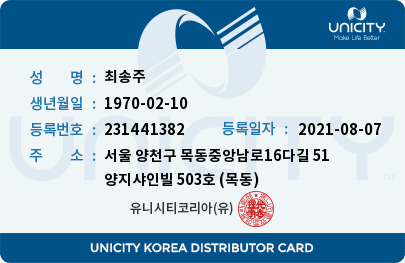 UNICITY
Make Life Better
성 명 : 최송주
생년월일 : 1970-02-10
등록번호 : 231441382 등록일자 : 2021-08-07
주 소 : 서울 양천구 목동중앙남로16다길 51
양지샤인빌 503호 (목동)
유니시티코리아(유)
UNICITY
UNICITY KOREA DISTRIBUTOR CARD